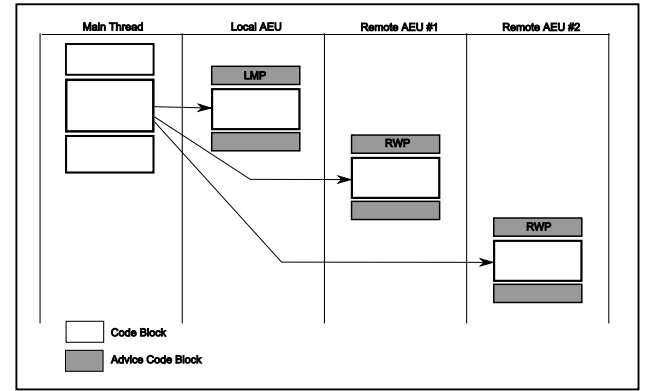 Main Thread Local AEU Remote AEU #1 Remote AEU #2
LMP
RWP
RWP
Code Block
Advice Code Block